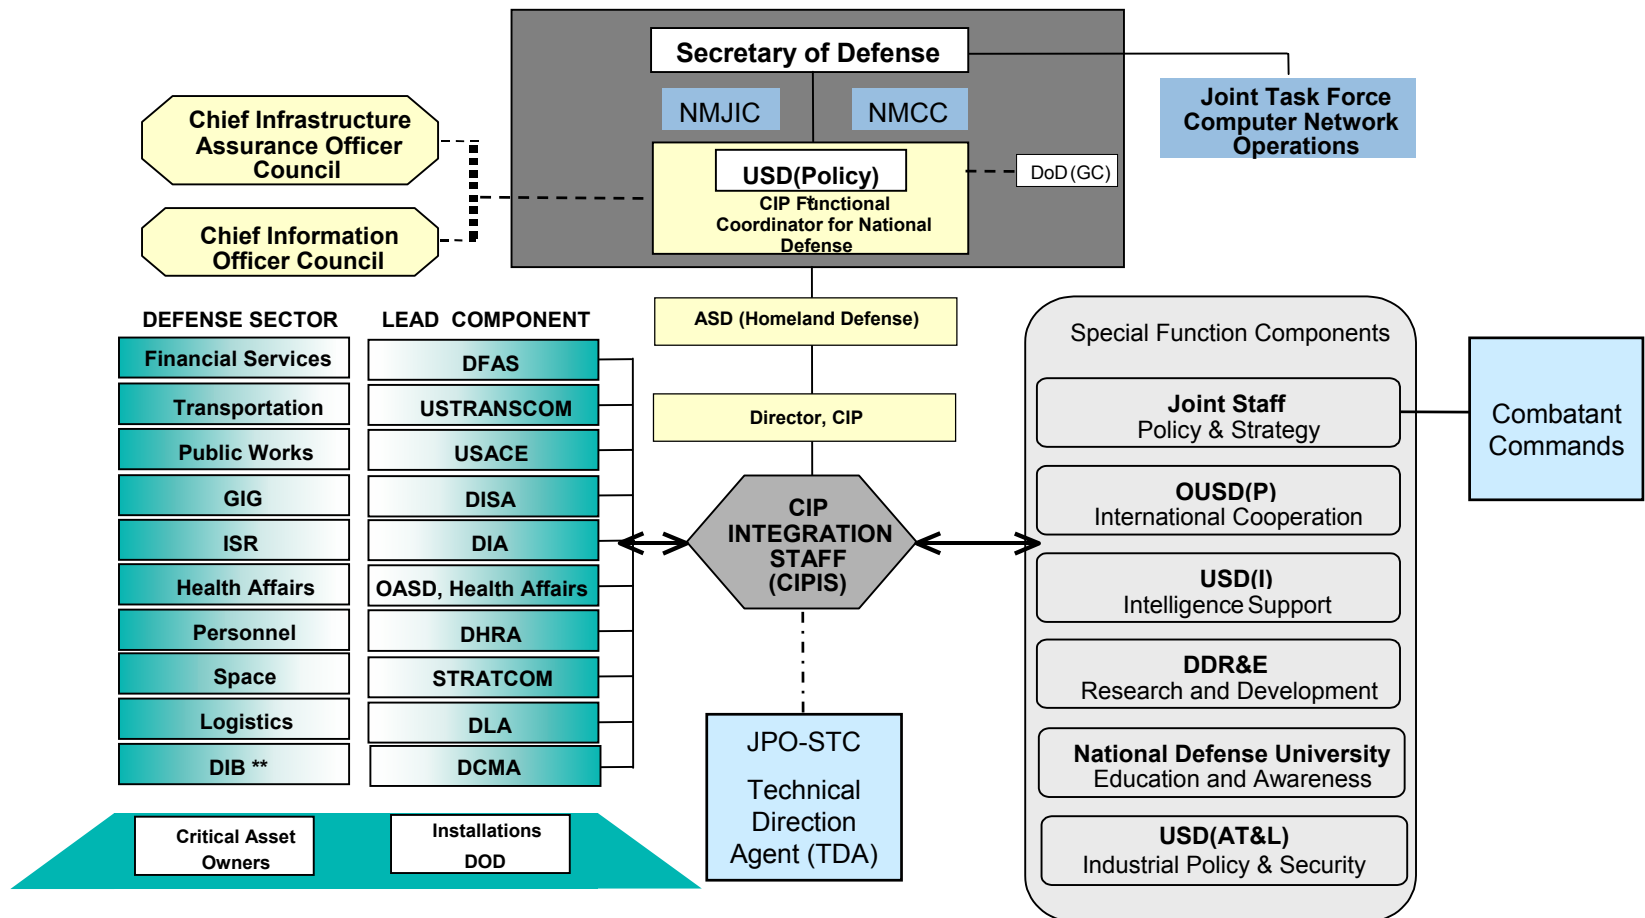 Secretary of Defense
NMJIC
NMCC
Joint Task Force
Computer Network
Operations
Chief Infrastructure
Assurance Officer
Council
USD(Policy)
*
CIP Functional
Coordinator for National
Defense
DoD (GC)
Chief Information
Officer Council
ASD (Homeland Defense)
Director, CIP
DEFENSE SECTOR
LEAD COMPONENT
Financial Services
DFAS
Transportation
USTRANSCOM
Public Works
USACE
GIG
DISA
ISR
DIA
Health Affairs
OASD, Health Affairs
Personnel
DHRA
Space
STRATCOM
Logistics
DLA
DIB **
DCMA
Critical Asset
Owners
Installations
DOD
CIP
INTEGRATION
STAFF
(CIPIS)
JPO-STC
Technical
Direction
Agent (TDA)
Special Function Components
Joint Staff
Policy & Strategy
OUSD(P)
International Cooperation
USD(I)
Intelligence Support
DDR&E
Research and Development
National Defense University
Education and Awareness
USD(AT&L)
Industrial Policy & Security
Combatant
Commands